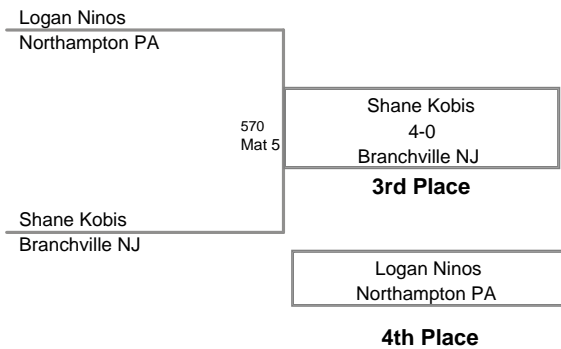 Logan Ninos
Northampton PA
570
Mat 5
Shane Kobis
4-0
Branchville NJ
3rd Place
Shane Kobis
Branchville NJ
Logan Ninos
Northampton PA
4th Place